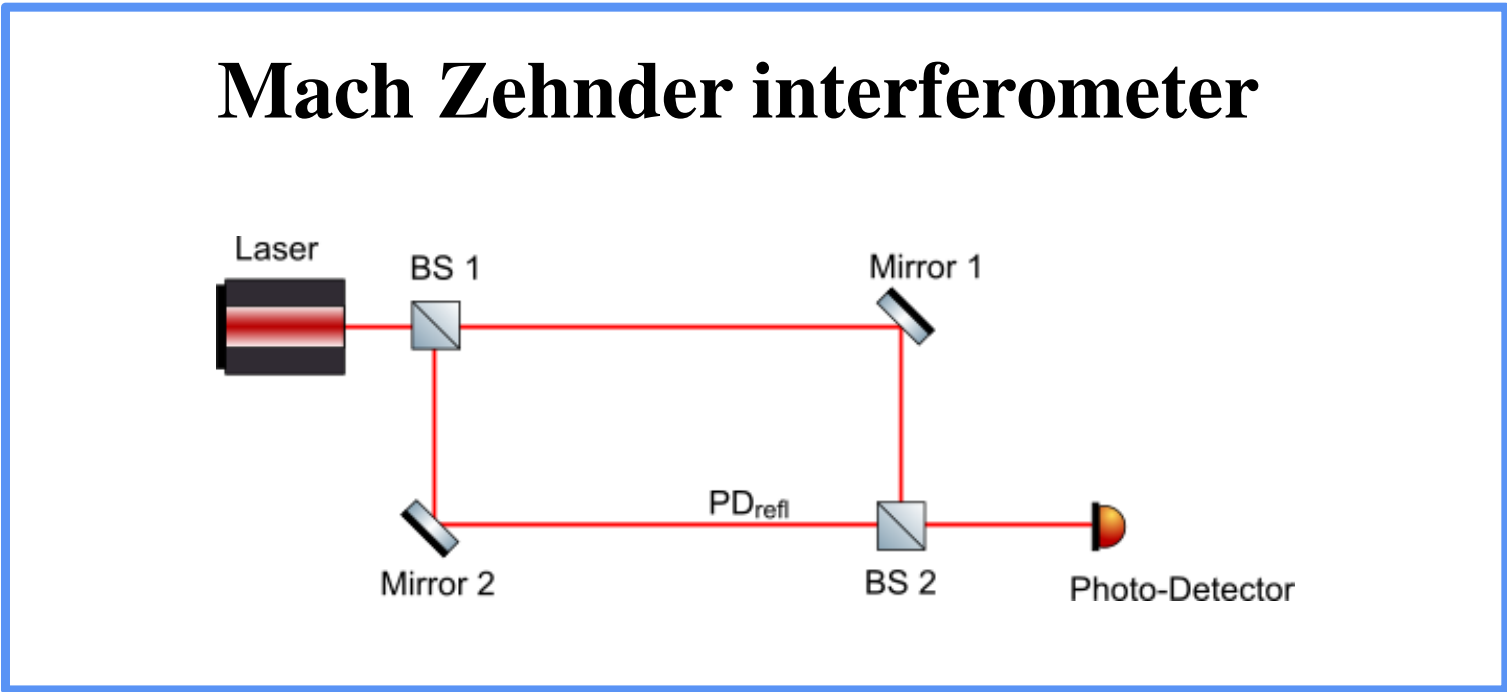 Mach Zehnder interferometer
Laser
BS 1
Mirror 1
PDrefl
Mirror 2
BS 2
Photo-Detector